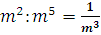 m² : m⁵ = 1/m³